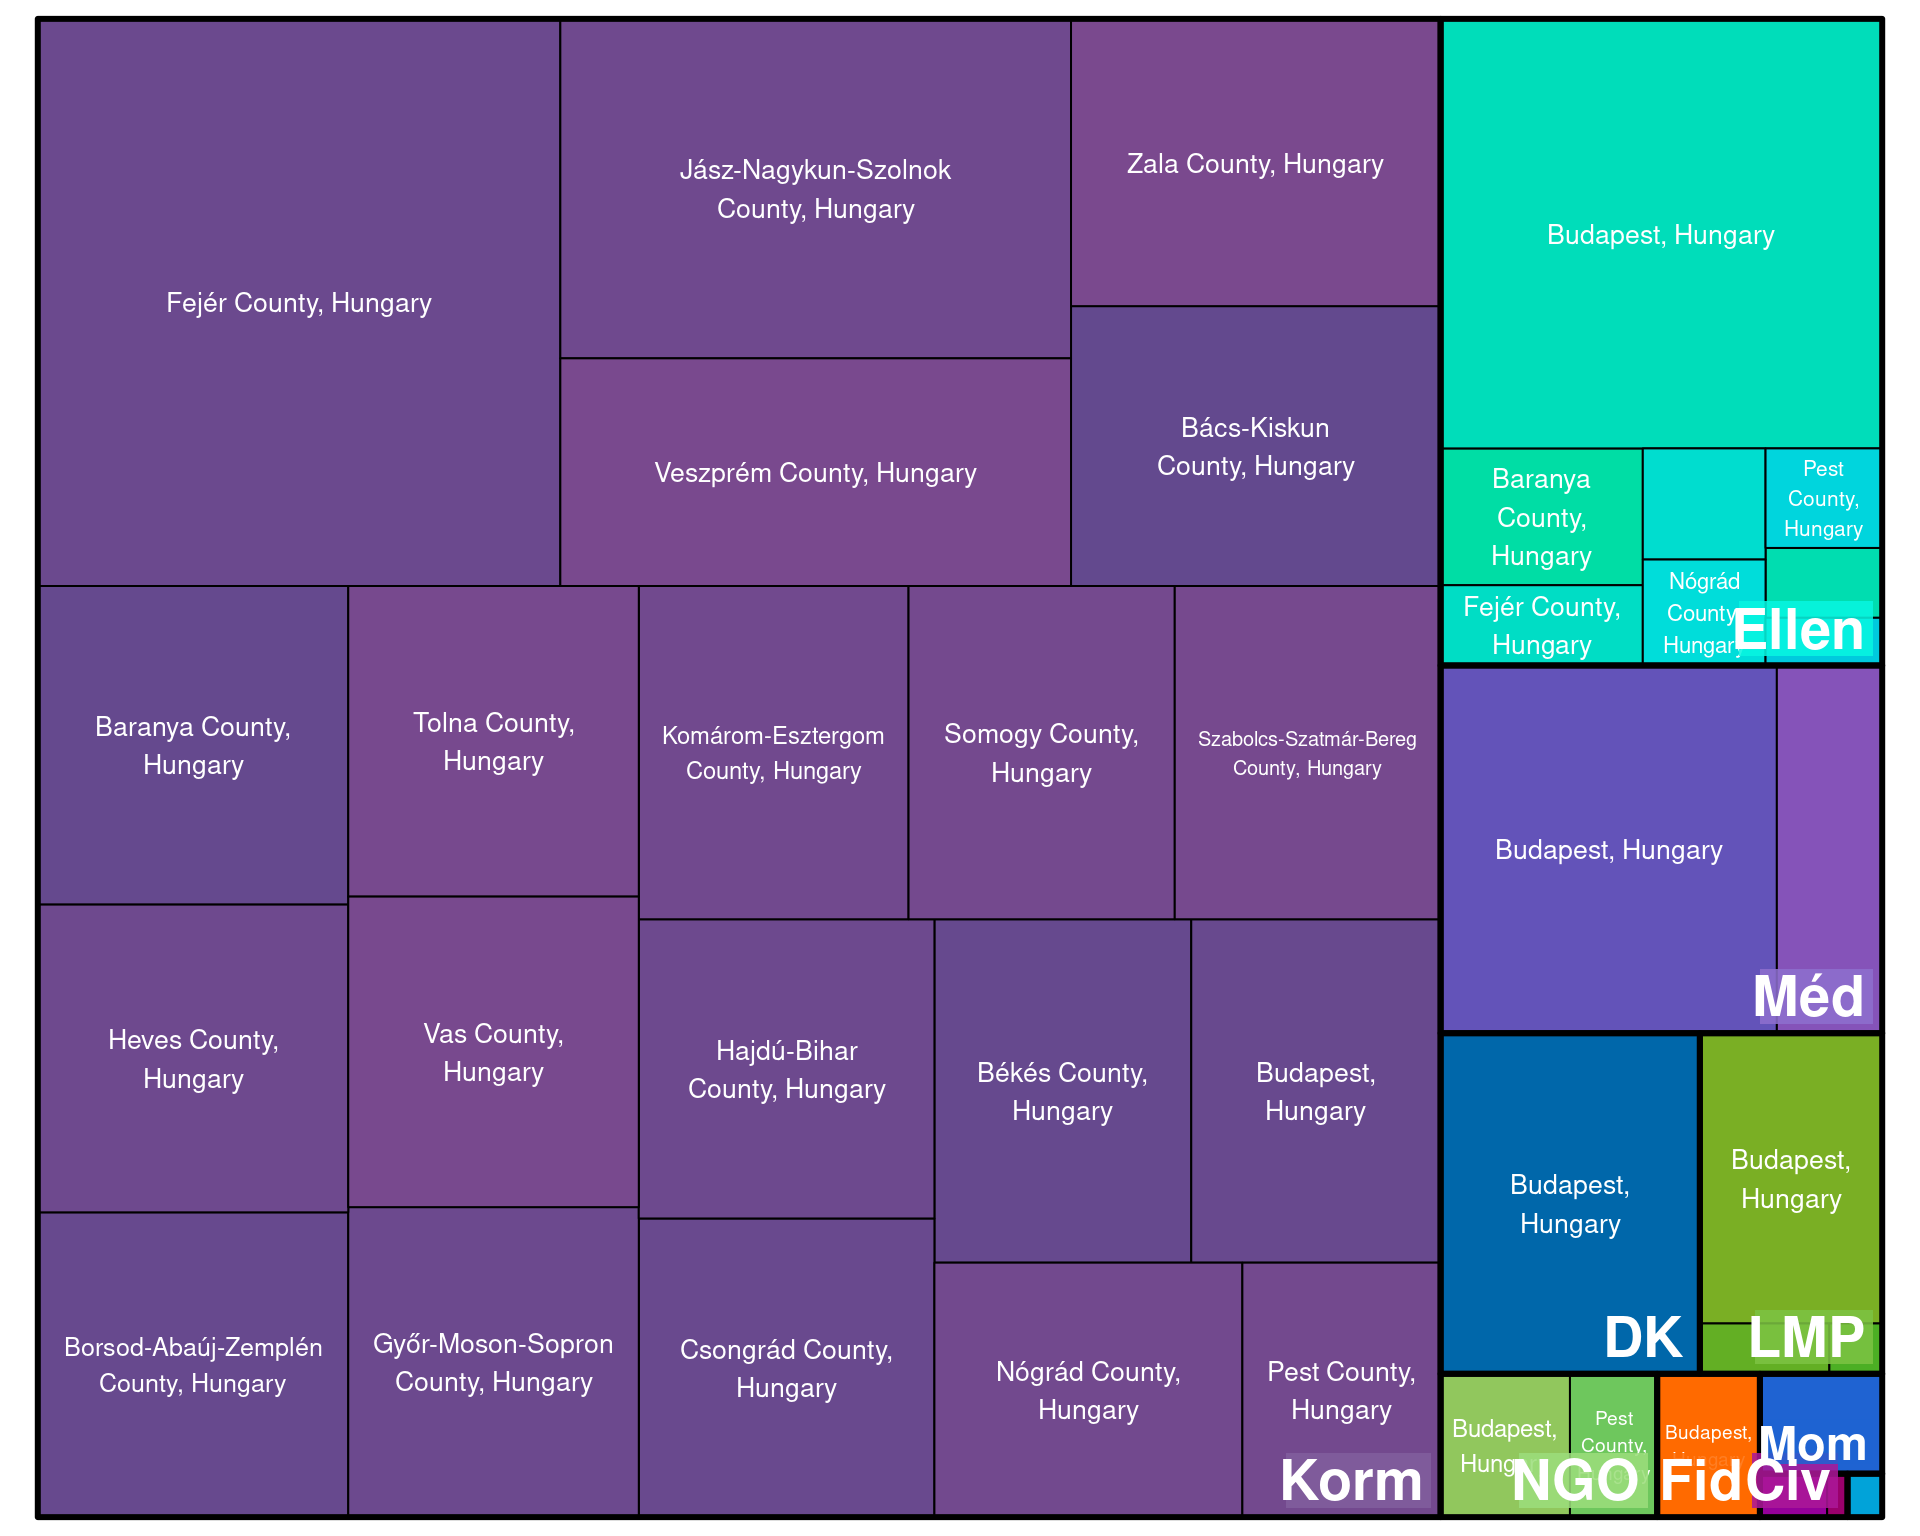 Fejér County, Hungary
Jász-Nagykun-Szolnok
County, Hungary
Zala County, Hungary
Veszprém County, Hungary
Bács-Kiskun
County, Hungary
Baranya County,
Hungary
Tolna County,
Hungary
Komárom-Esztergom
County, Hungary
Somogy County,
Hungary
Szabolcs-Szatmár-Bereg
County, Hungary
Heves County,
Hungary
Vas County,
Hungary
Hajdú-Bihar
County, Hungary
Békés County,
Hungary
Budapest,
Hungary
Borsod-Abaúj-Zemplén
County, Hungary
Győr-Moson-Sopron
County, Hungary
Csongrád County,
Hungary
Nógrád County,
Hungary
Pest County,
Hungary
Korm
Budapest, Hungary
Baranya
County,
Hungary
Pest
County,
Hungary
Fejér County,
Hungary
Nógrád
County,
Hungary
Ellen
Budapest, Hungary
Méd
Budapest,
Hungary
DK
Budapest,
Hungary
LMP
Budapest,
Hungary
Pest
County,
NGO
Budapest,
Hungary
Fid
Mom
Civ